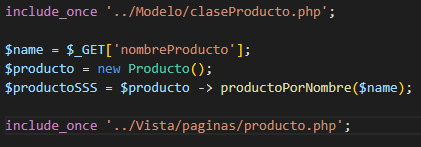 include_once '../Modelo/claseProducto.php';
$name = $_GET['nombreProducto'];
$producto = new Producto();
$productoSSS = $producto -> productoPorNombre($name);
include_once '../Vista/paginas/producto.php';